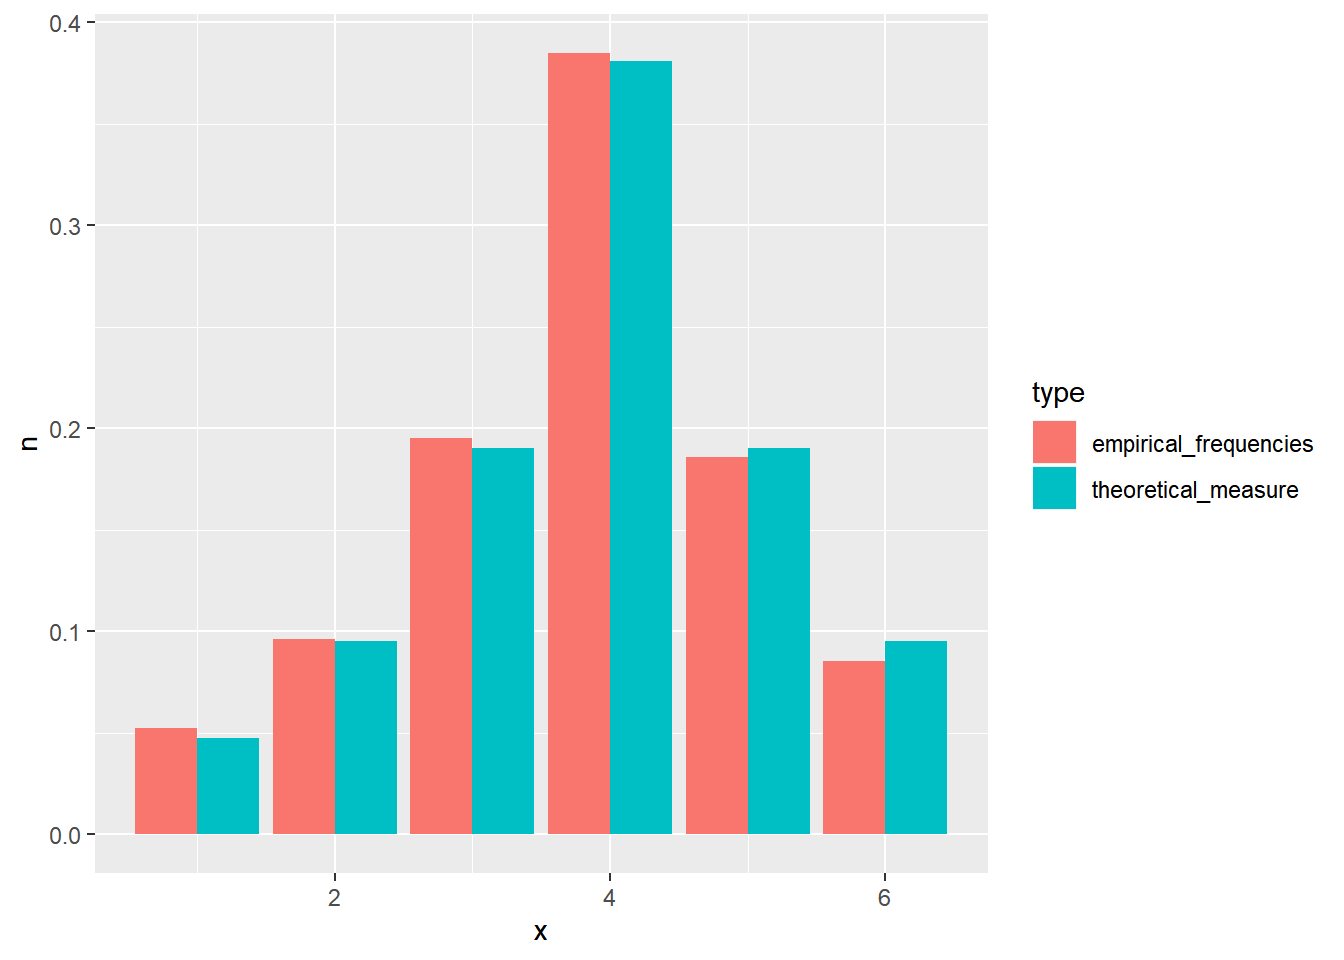 0.4
0.3
0.2
0.1
0.0
n
2 4 6
x
type
empirical_frequencies
theoretical_measure